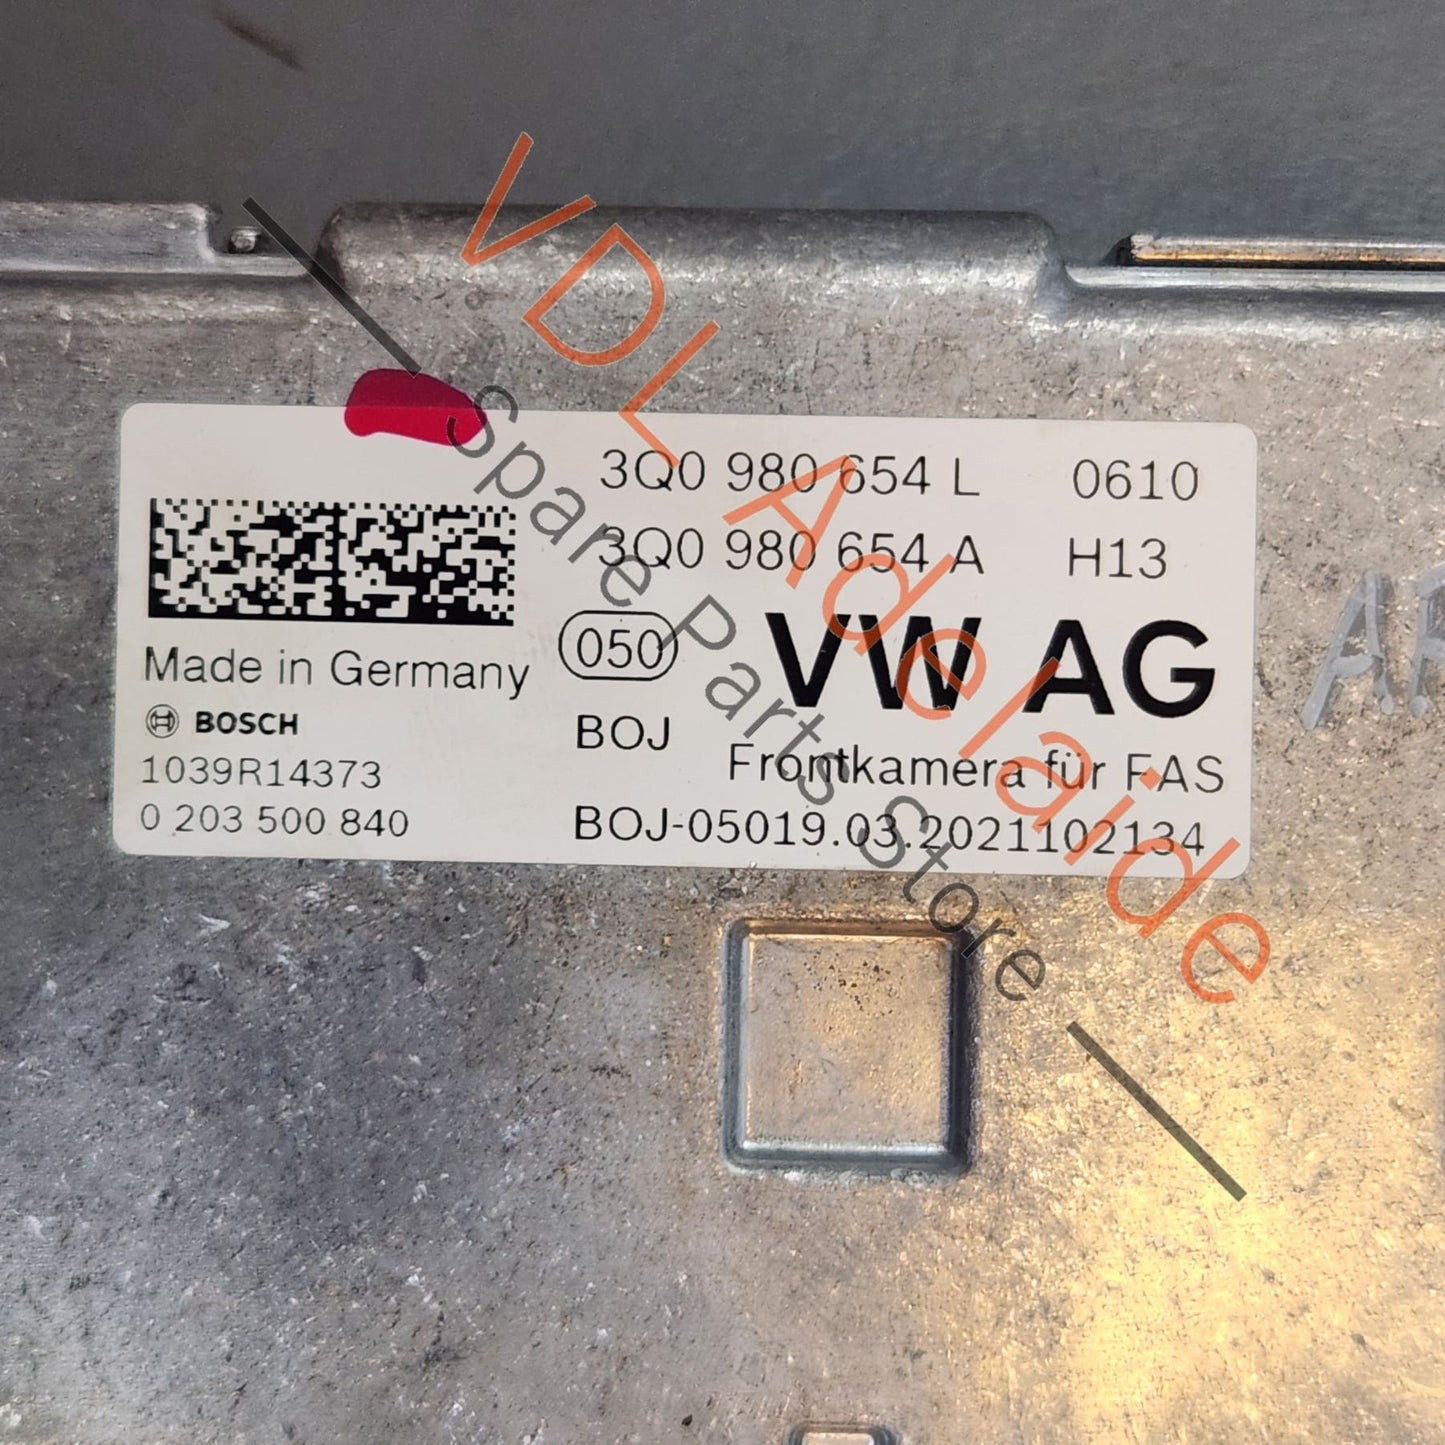 3Q0 980 654 L 0610
3Q0 980 654 A H13
050 VW AG
Made in Germany
BOSCH
BOJ
Frontkamera für FAS
1039R14373
0 203 500 840
BOJ-05019.03.2021102134
VDL Adelaide
Spare Parts Store